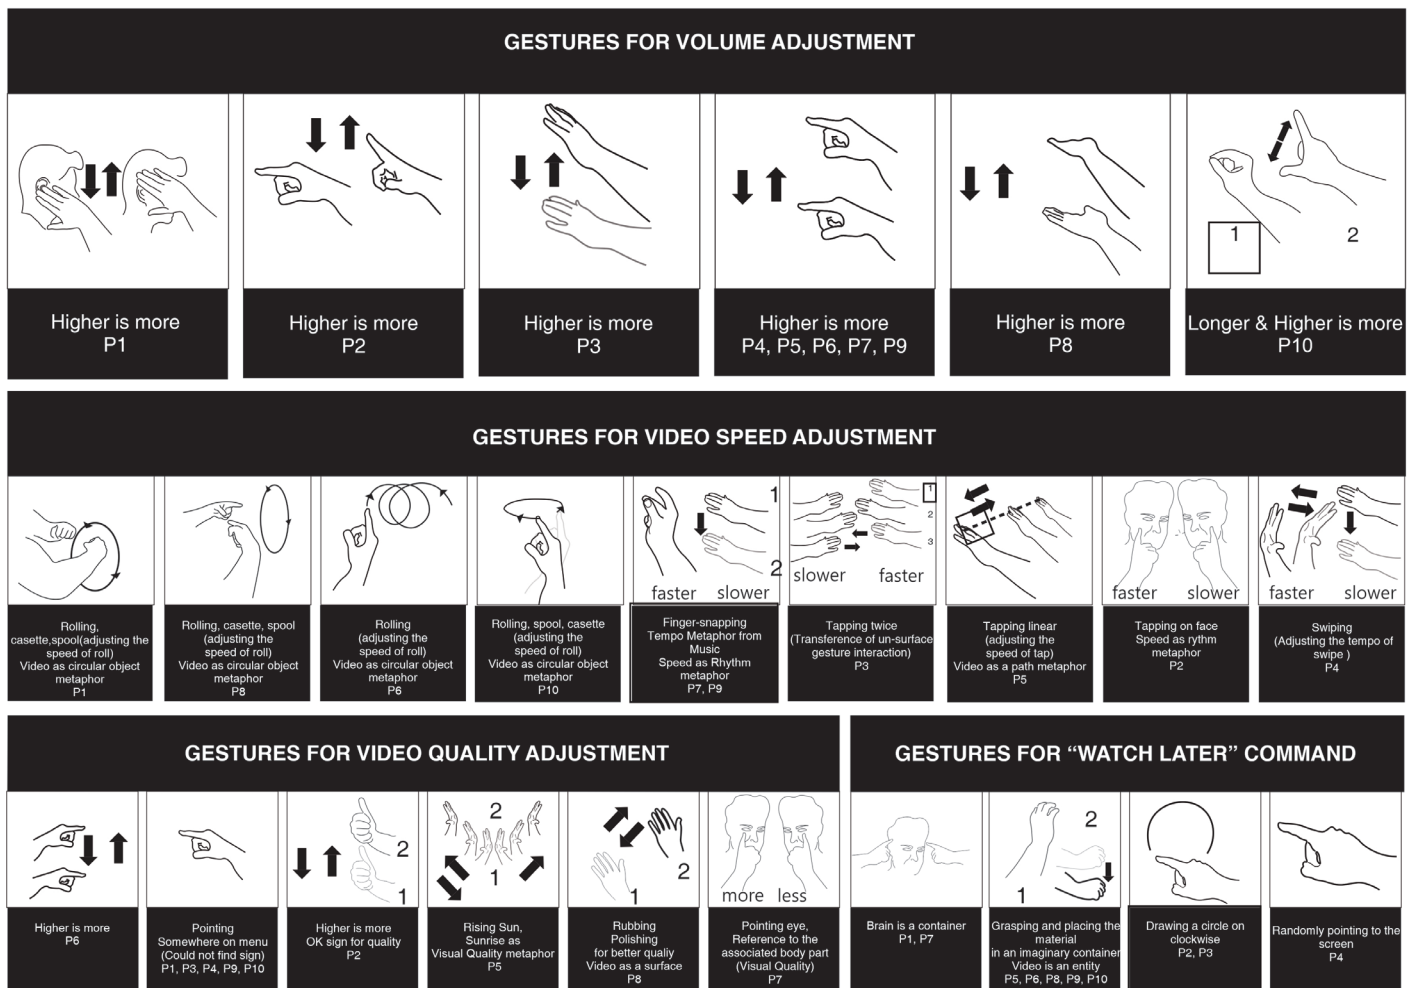 GESTURES FOR VOLUME ADJUSTMENT
1
2
Higher is more
P1
Higher is more
P2
Higher is more
P3
Higher is more
P4, P5, P6, P7, P9
Higher is more
P8
Longer & Higher is more
P10
GESTURES FOR VIDEO SPEED ADJUSTMENT
1
2
faster slower
1
2
3
slower faster
faster slower
faster slower
Rolling,
casette,spool(adjusting the
speed of roll)
Video as circular object
metaphor
P1
Rolling, casette, spool
(adjusting the
speed of roll)
Video as circular object
metaphor
P8
Rolling
(adjusting the
speed of roll)
Video as circular object
metaphor
P6
Rolling, spool, casette
(adjusting the
speed of roll)
Video as circular object
metaphor
P10
Finger-snapping
Tempo Metaphor from
Music
Speed as Rhythm
metaphor
P7, P9
Tapping twice
(Transference of un-surface
gesture interaction)
P3
Tapping linear
(adjusting the
speed of tap)
Video as a path metaphor
P5
Tapping on face
Speed as rythm
metaphor
P2
Swiping
(Adjusting the tempo of
swipe )
P4
GESTURES FOR VIDEO QUALITY ADJUSTMENT
2
1
2
1
2
1
more less
Higher is more
P6
Pointing
Somewhere on menu
(Could not find sign)
P1, P3, P4, P9, P10
Higher is more
OK sign for quality
P2
Rising Sun,
Sunrise as
Visual Quality metaphor
P5
Rubbing
Polishing
for better qualiy
Video as a surface
P8
Pointing eye,
Reference to the
associated body part
(Visual Quality)
P7
GESTURES FOR “WATCH LATER” COMMAND
2
1
Brain is a container
P1, P7
Grasping and placing the
material
in an imaginary container
Video is an entity
P5, P6, P8, P9, P10
Drawing a circle on
clockwise
P2, P3
Randomly pointing to the
screen
P4